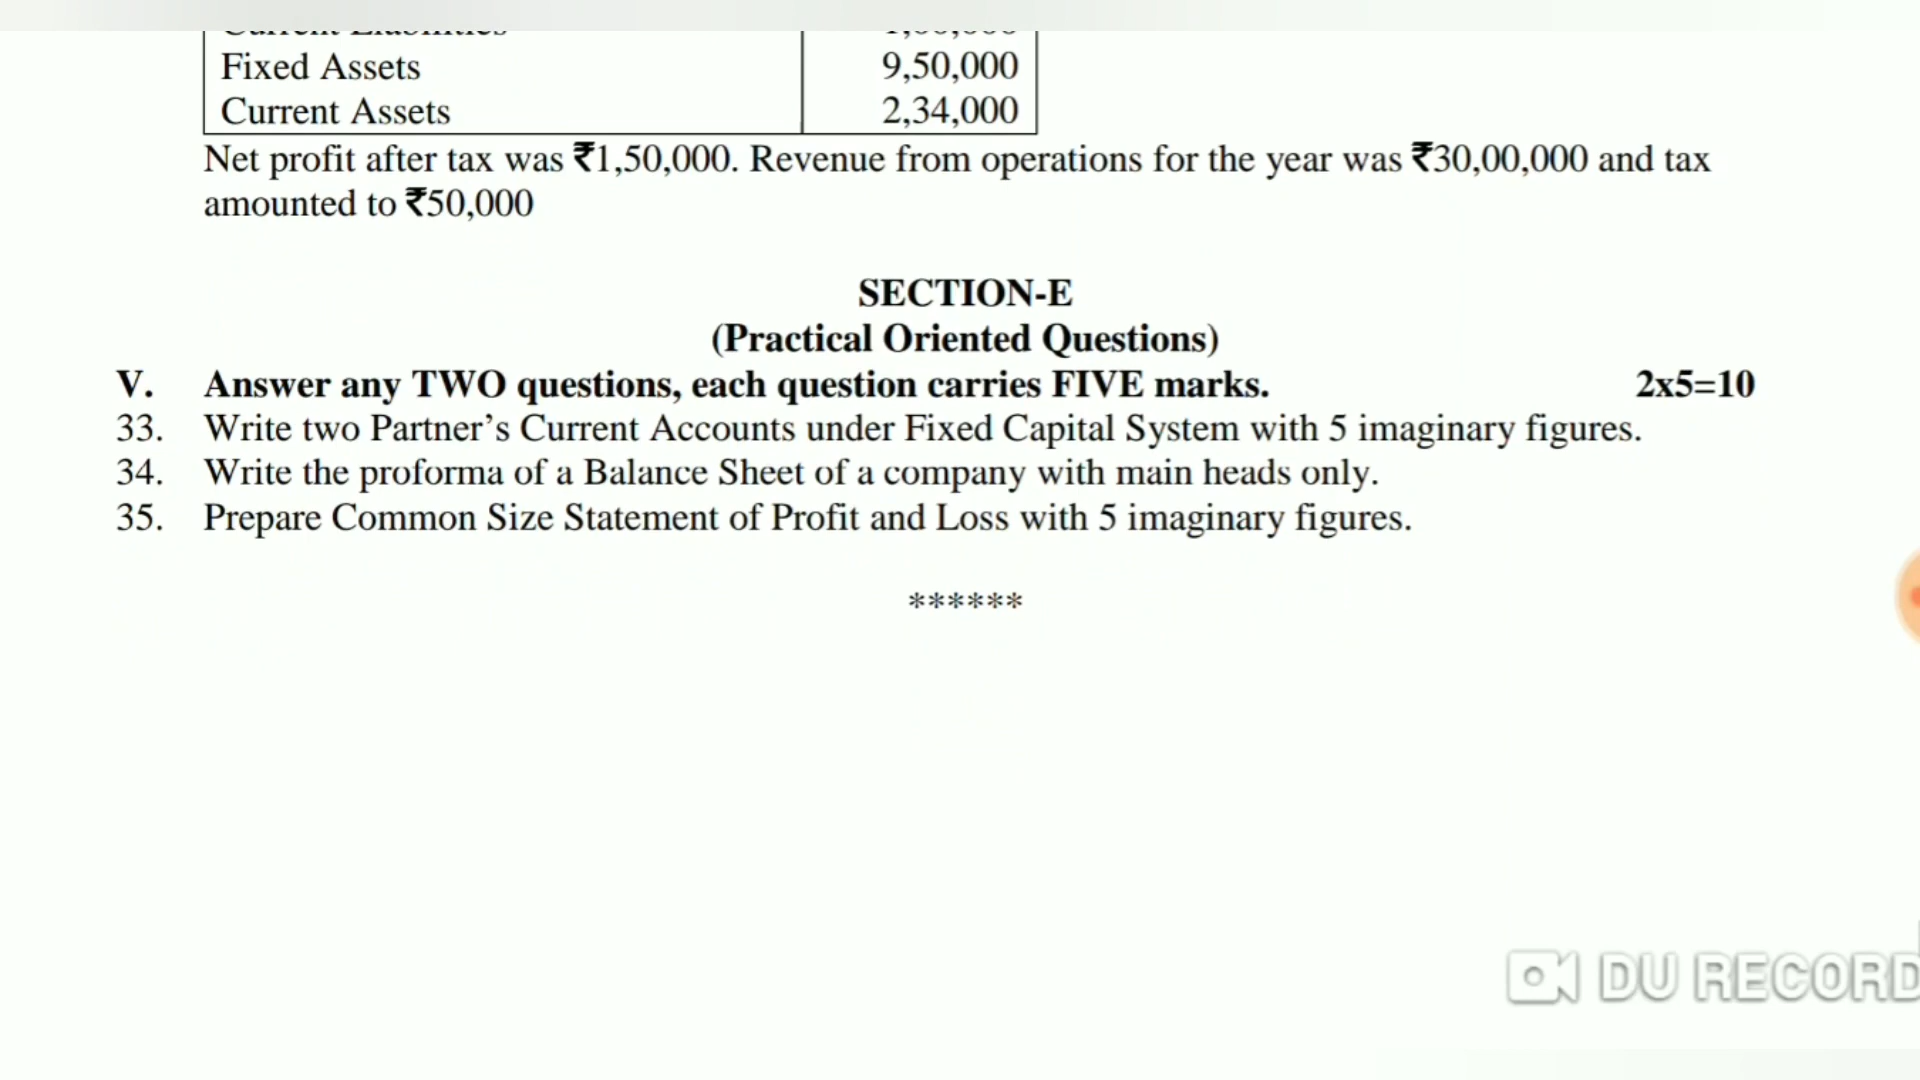 Fixed Assets 9,50,000
Current Assets 2,34,000
Net profit after tax was ₹1,50,000. Revenue from operations for the year was ₹30,00,000 and tax
amounted to ₹50,000
SECTION-E
(Practical Oriented Questions)
V. Answer any TWO questions, each question carries FIVE marks. 2x5=10
33. Write two Partner’s Current Accounts under Fixed Capital System with 5 imaginary figures.
34. Write the proforma of a Balance Sheet of a company with main heads only.
35. Prepare Common Size Statement of Profit and Loss with 5 imaginary figures.
******
DU RECORD